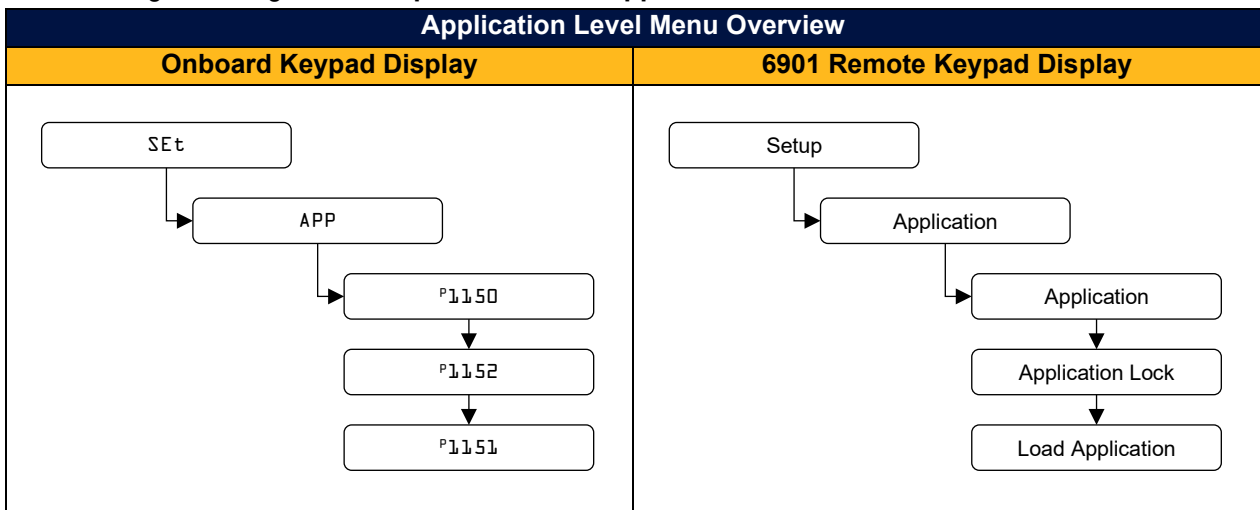 Application Level Menu Overview
Onboard Keypad Display
6901 Remote Keypad Display
SEt
APP
P1150
P1152
P1151
Setup
Application
Application
Application Lock
Load Application